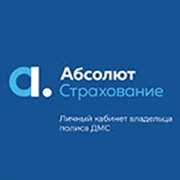 Абсолют
Страхование
Личный кабинет владельца
полиса ДМС